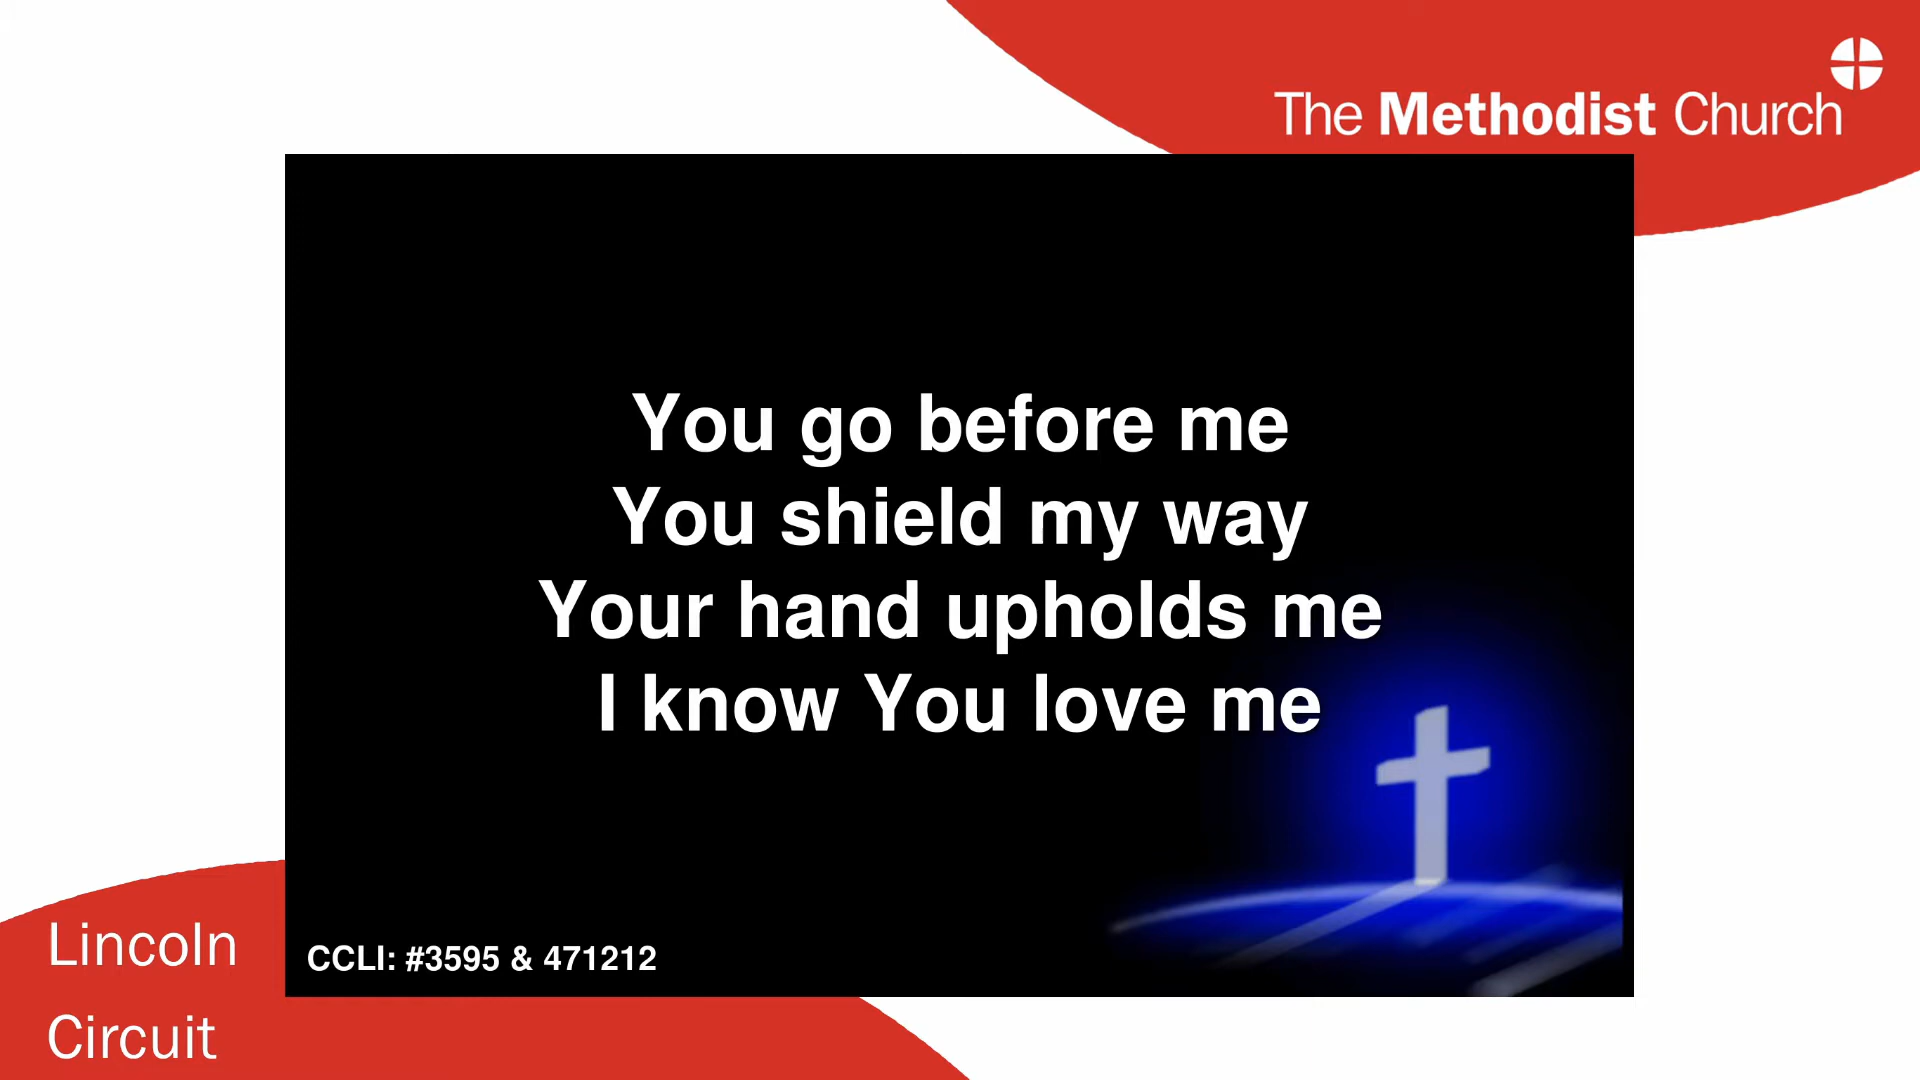 The Methodist Church
You go before me
You shield my way
Your hand upholds me
I know You love me
CCLI: #3595 & 471212
Lincoln
Circuit